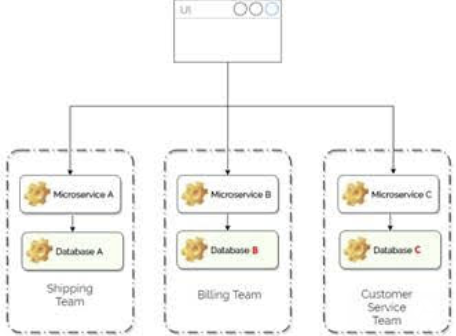 UI
Microservice A
Microservice B
Microservice C
Database A
Database B
Database C
Shipping
Team
Billing Team
Customer
Service
Team